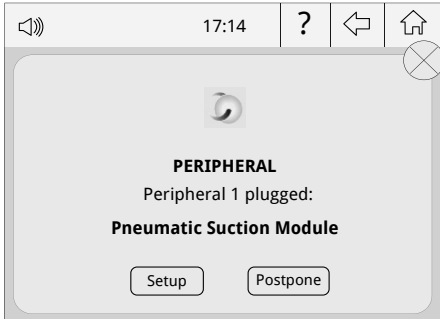 17:14 ?
PERIPHERAL
Peripheral 1 plugged:
Pneumatic Suction Module
Setup Postpone